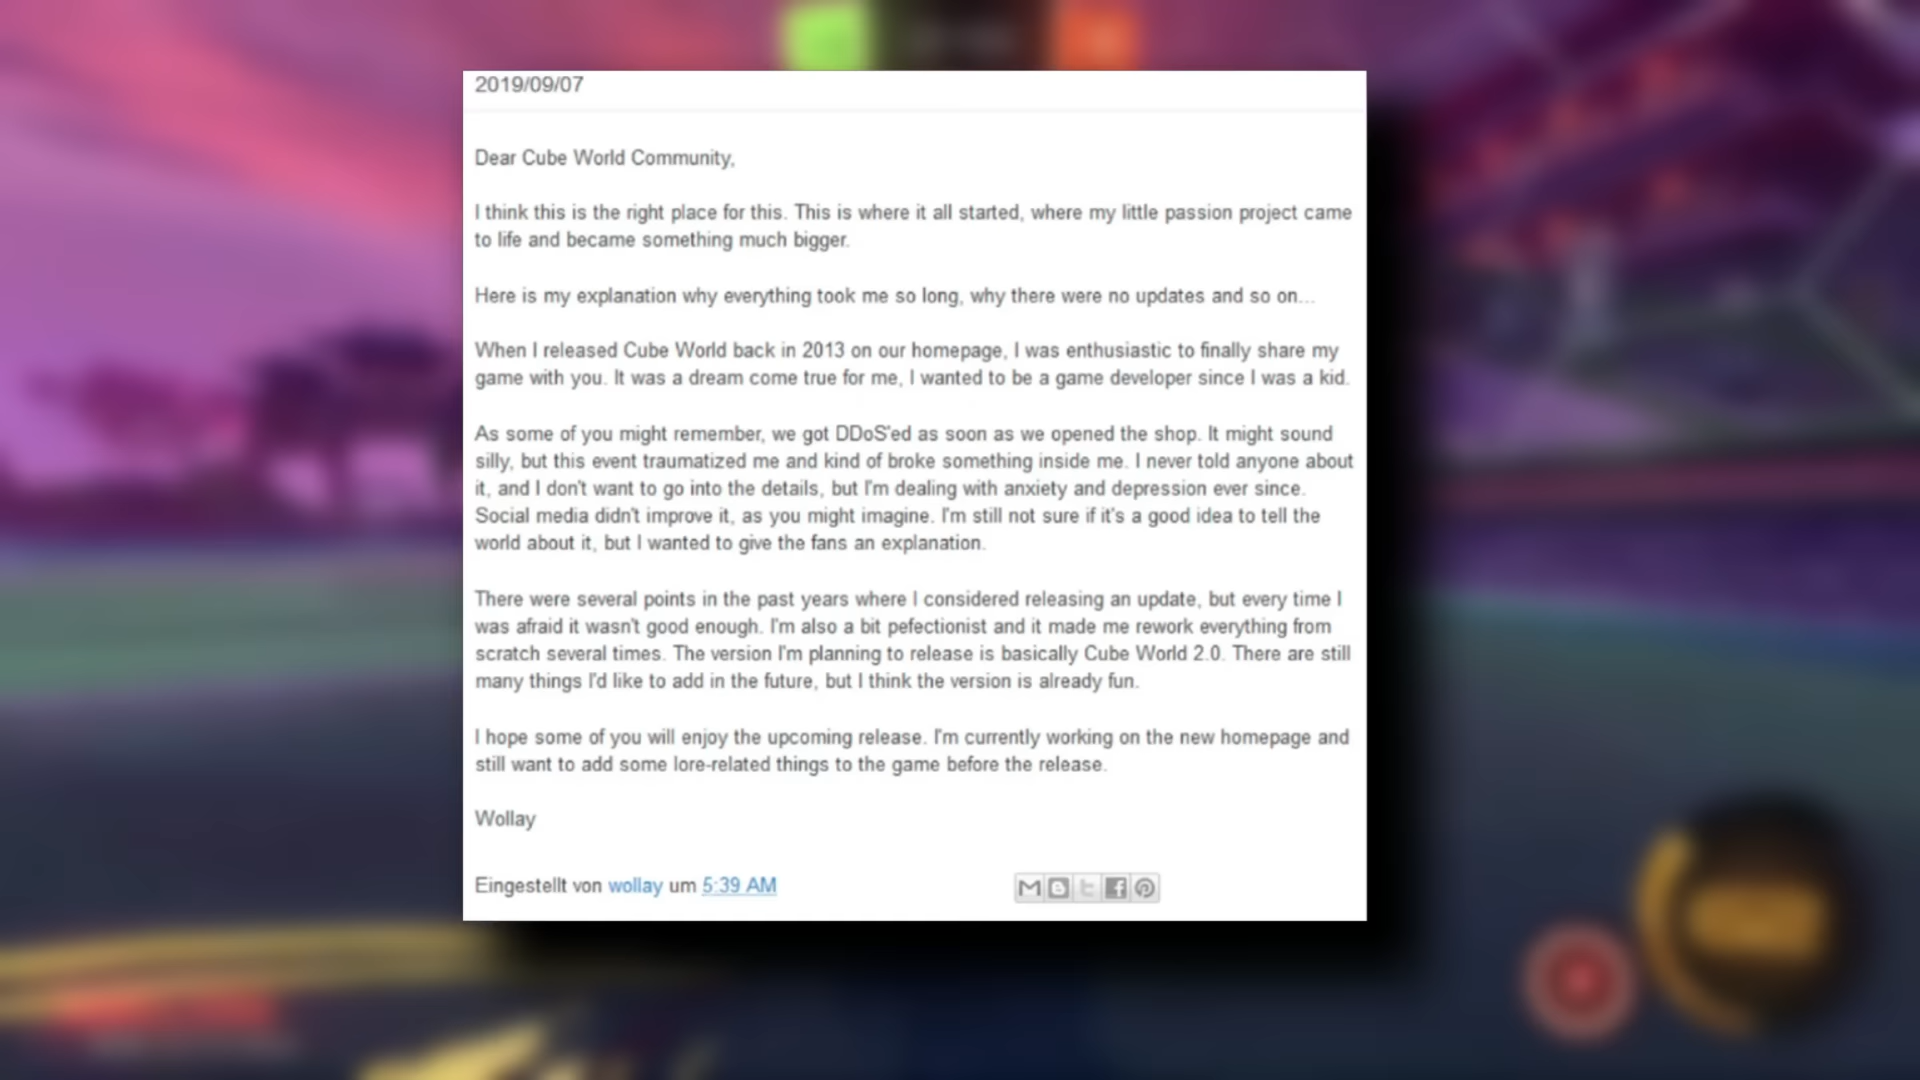 2019/09/07
Dear Cube World Community,
I think this is the right place for this. This is where it all started, where my little passion project came
to life and became something much bigger.
Here is my explanation why everything took me so long, why there were no updates and so on...
When I released Cube World back in 2013 on our homepage, I was enthusiastic to finally share my
game with you. It was a dream come true for me, I wanted to be a game developer since I was a kid.
As some of you might remember, we got DDoS'ed as soon as we opened the shop. It might sound
silly, but this event traumatized me and kind of broke something inside me. I never told anyone about
it, and I don't want to go into the details, but I'm dealing with anxiety and depression ever since.
Social media didn't improve it, as you might imagine. I'm still not sure if it's a good idea to tell the
world about it, but I wanted to give the fans an explanation.
There were several points in the past years where I considered releasing an update, but every time I
was afraid it wasn't good enough. I'm also a bit pefectionist and it made me rework everything from
scratch several times. The version I'm planning to release is basically Cube World 2.0. There are still
many things I'd like to add in the future, but I think the version is already fun.
I hope some of you will enjoy the upcoming release. I'm currently working on the new homepage and
still want to add some lore-related things to the game before the release.
Wollay
Eingestellt von wollay um 5:39 AM